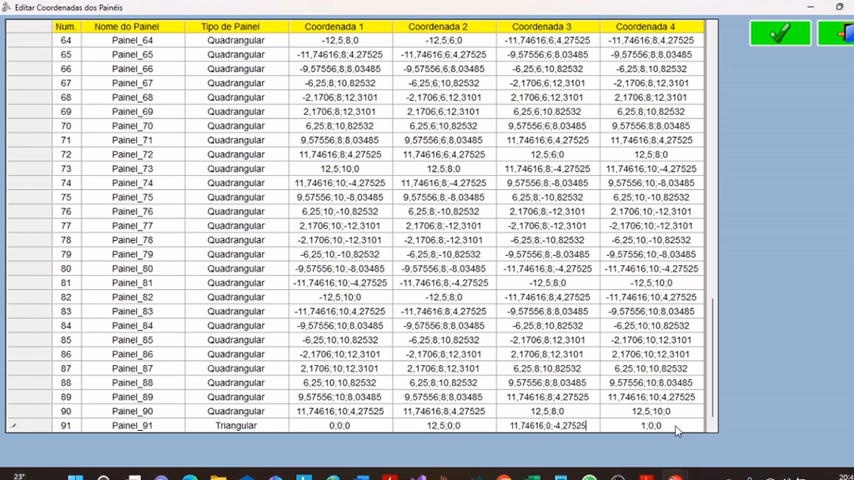 Editar Coordenadas dos Painéis
Num. Nome do Painel Tipo de Painel Coordenada 1 Coordenada 2 Coordenada 3 Coordenada 4
64 Painel_64 Quadrangular -12,5;8;0 -12,5;6;0 -11,74616;6;4,27525 -11,74616;8;4,27525
65 Painel_65 Quadrangular -11,74616;8;4,27525 -11,74616;6;4,27525 -9,57556;6;8,03485 -9,57556;8;8,03485
66 Painel_66 Quadrangular -9,57556;8;8,03485 -9,57556;6;8,03485 -6,25;6;10,82532 -6,25;8;10,82532
67 Painel_67 Quadrangular -6,25;8;10,82532 -6,25;6;10,82532 -2,1706;6;12,3101 -2,1706;8;12,3101
68 Painel_68 Quadrangular -2,1706;8;12,3101 -2,1706;6;12,3101 2,1706;6;12,3101 2,1706;8;12,3101
69 Painel_69 Quadrangular 2,1706;8;12,3101 2,1706;6;12,3101 6,25;6;10,82532 6,25;8;10,82532
70 Painel_70 Quadrangular 6,25;8;10,82532 6,25;6;10,82532 9,57556;6;8,03485 9,57556;8;8,03485
71 Painel_71 Quadrangular 9,57556;8;8,03485 9,57556;6;8,03485 11,74616;6;4,27525 11,74616;8;4,27525
72 Painel_72 Quadrangular 11,74616;8;4,27525 11,74616;6;4,27525 12,5;6;0 12,5;8;0
73 Painel_73 Quadrangular 12,5;10;0 12,5;8;0 11,74616;8;-4,27525 11,74616;10;-4,27525
74 Painel_74 Quadrangular 11,74616;10;-4,27525 11,74616;8;-4,27525 9,57556;8;-8,03485 9,57556;10;-8,03485
75 Painel_75 Quadrangular 9,57556;10;-8,03485 9,57556;8;-8,03485 6,25;8;-10,82532 6,25;10;-10,82532
76 Painel_76 Quadrangular 6,25;10;-10,82532 6,25;8;-10,82532 2,1706;8;-12,3101 2,1706;10;-12,3101
77 Painel_77 Quadrangular 2,1706;10;-12,3101 2,1706;8;-12,3101 -2,1706;8;-12,3101 -2,1706;10;-12,3101
78 Painel_78 Quadrangular -2,1706;10;-12,3101 -2,1706;8;-12,3101 -6,25;8;-10,82532 -6,25;10;-10,82532
79 Painel_79 Quadrangular -6,25;10;-10,82532 -6,25;8;-10,82532 -9,57556;8;-8,03485 -9,57556;10;-8,03485
80 Painel_80 Quadrangular -9,57556;10;-8,03485 -9,57556;8;-8,03485 -11,74616;8;-4,27525 -11,74616;10;-4,27525
81 Painel_81 Quadrangular -11,74616;10;-4,27525 -11,74616;8;-4,27525 -12,5;8;0 -12,5;10;0
82 Painel_82 Quadrangular -12,5;10;0 -12,5;8;0 -11,74616;8;4,27525 -11,74616;10;4,27525
83 Painel_83 Quadrangular -11,74616;10;4,27525 -11,74616;8;4,27525 -9,57556;8;8,03485 -9,57556;10;8,03485
84 Painel_84 Quadrangular -9,57556;10;8,03485 -9,57556;8;8,03485 -6,25;8;10,82532 -6,25;10;10,82532
85 Painel_85 Quadrangular -6,25;10;10,82532 -6,25;8;10,82532 -2,1706;8;12,3101 -2,1706;10;12,3101
86 Painel_86 Quadrangular -2,1706;10;12,3101 -2,1706;8;12,3101 2,1706;8;12,3101 2,1706;10;12,3101
87 Painel_87 Quadrangular 2,1706;10;12,3101 2,1706;8;12,3101 6,25;8;10,82532 6,25;10;10,82532
88 Painel_88 Quadrangular 6,25;10;10,82532 6,25;8;10,82532 9,57556;8;8,03485 9,57556;10;8,03485
89 Painel_89 Quadrangular 9,57556;10;8,03485 9,57556;8;8,03485 11,74616;8;4,27525 11,74616;10;4,27525
90 Painel_90 Quadrangular 11,74616;10;4,27525 11,74616;8;4,27525 12,5;8;0 12,5;10;0
91 Painel_91 Triangular 0;0;0 12,5;0;0 11,74616;0;-4,27525 1;0;0
23°